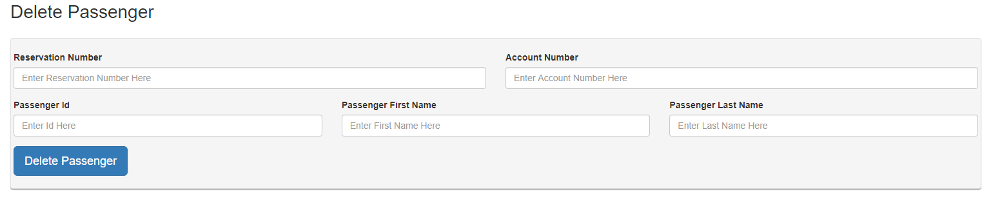 Delete Passenger
Reservation Number Account Number
Enter Reservation Number Here Enter Account Number Here
Passenger Id Passenger First Name Passenger Last Name
Enter Id Here Enter First Name Here Enter Last Name Here
Delete Passenger